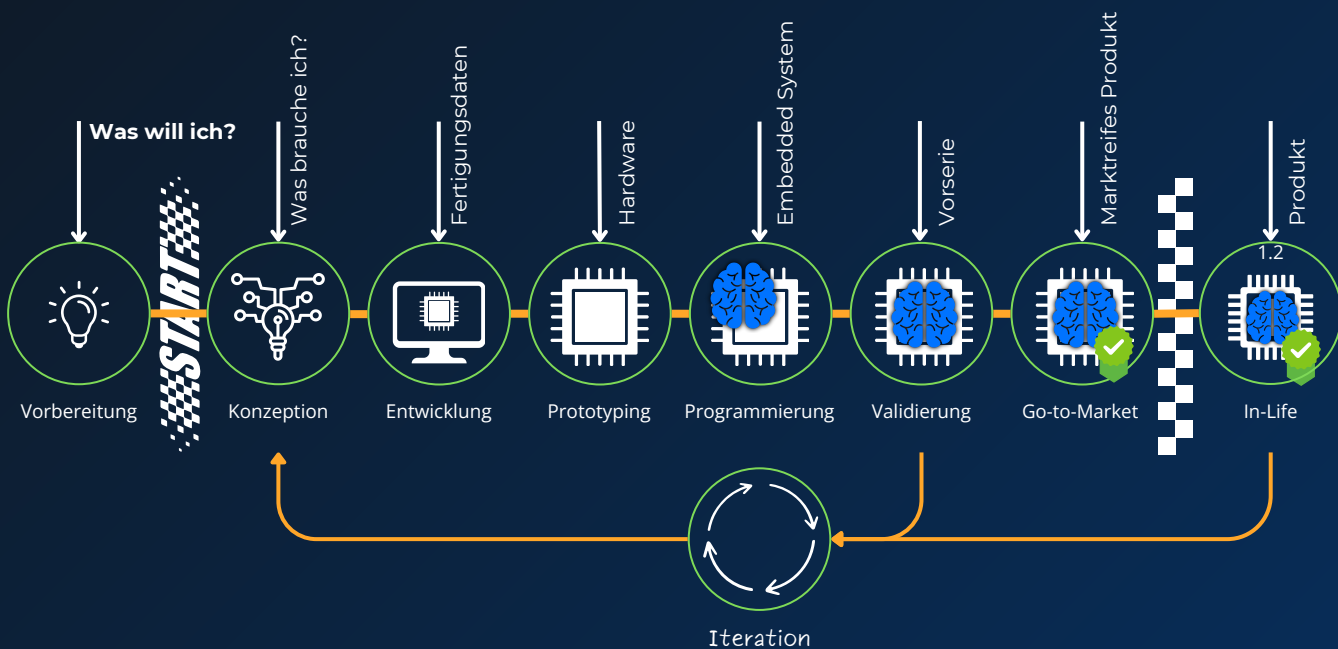 Was will ich?
Was brauche ich?
Fertigungsdaten
Hardware
Embedded System
Vorserie
Marktreifes Produkt
Produkt
START
1.2
Vorbereitung
Konzeption
Entwicklung
Prototyping
Programmierung
Validierung
Go-to-Market
In-Life
Iteration